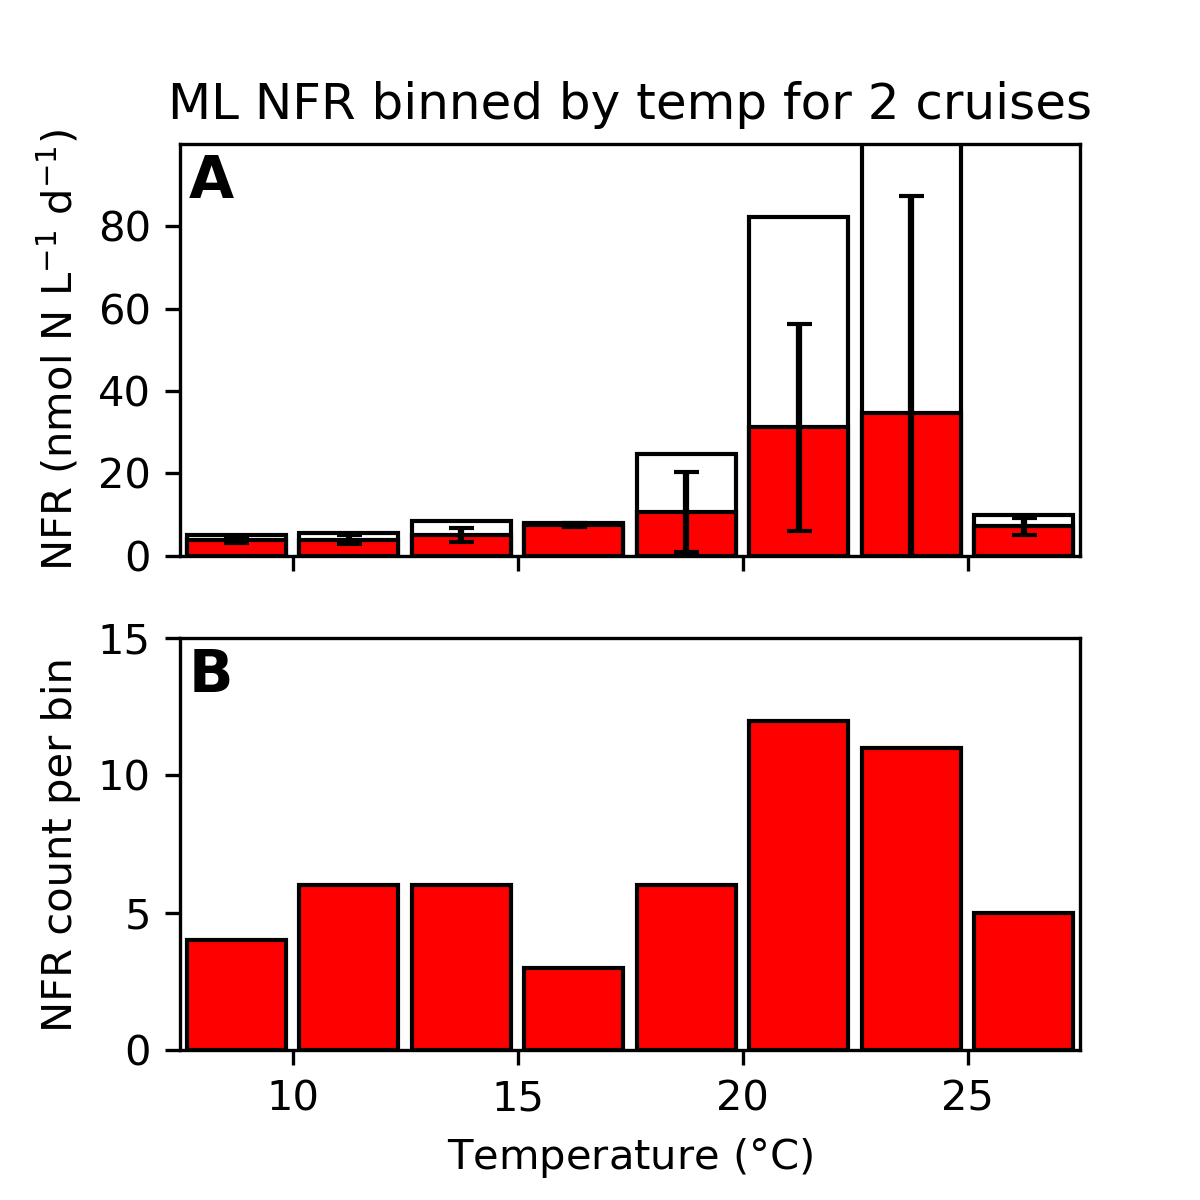 ML NFR binned by temp for 2 cruises
A
NFR (nmol N L⁻¹ d⁻¹)
80
60
40
20
0
B
NFR count per bin
15
10
5
0
10 15 20 25
Temperature (°C)